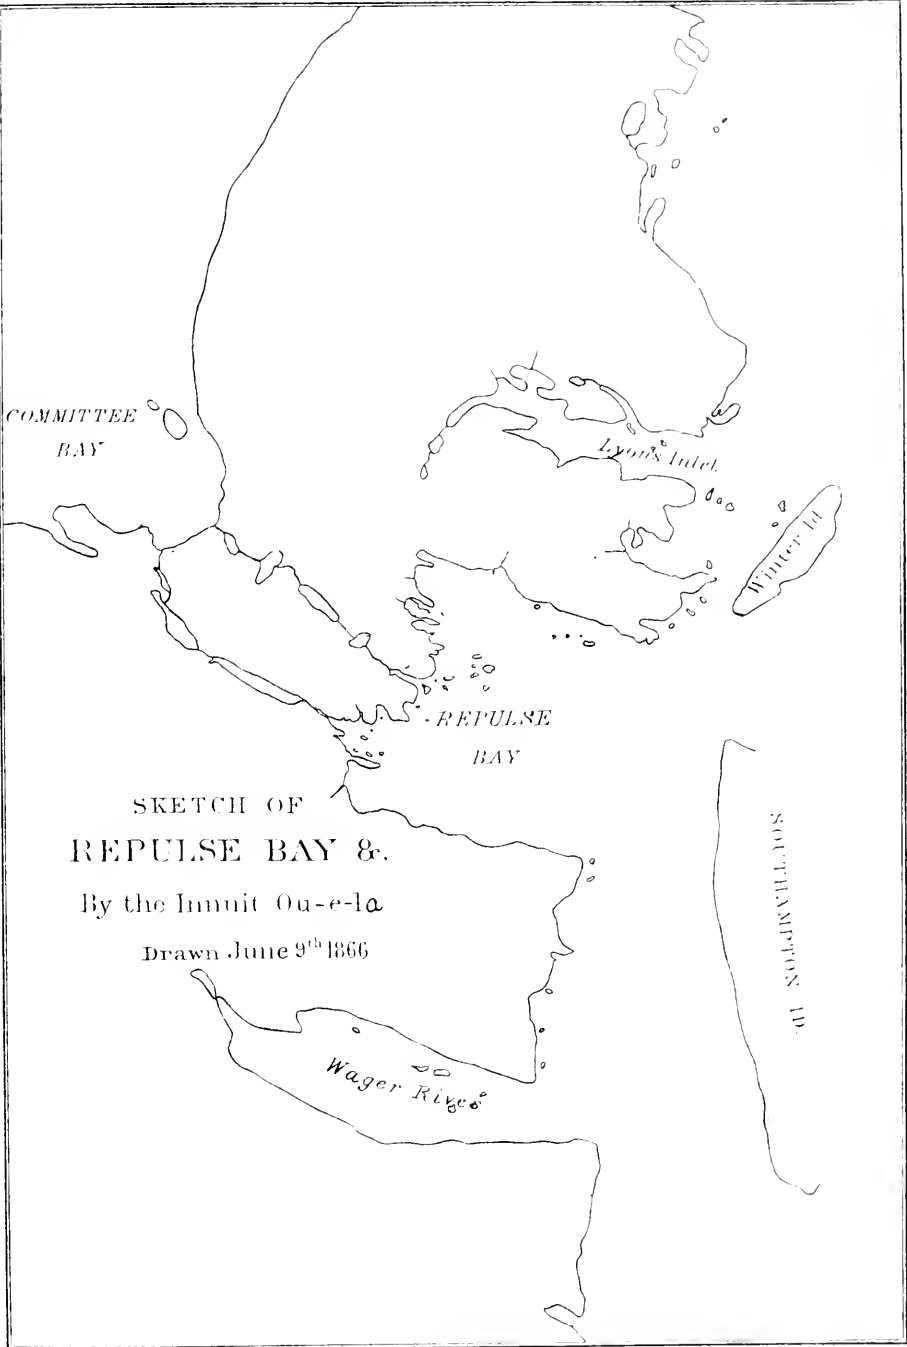 COMMITTEE
BAY
Lyon's Inlet
Winter Id
REPULSE
BAY
SOUTHAMPTON ID.
SKETCH OF
REPULSE BAY &.
By the Innuit Ou-e-la
Drawn June 9th 1866
Wager River